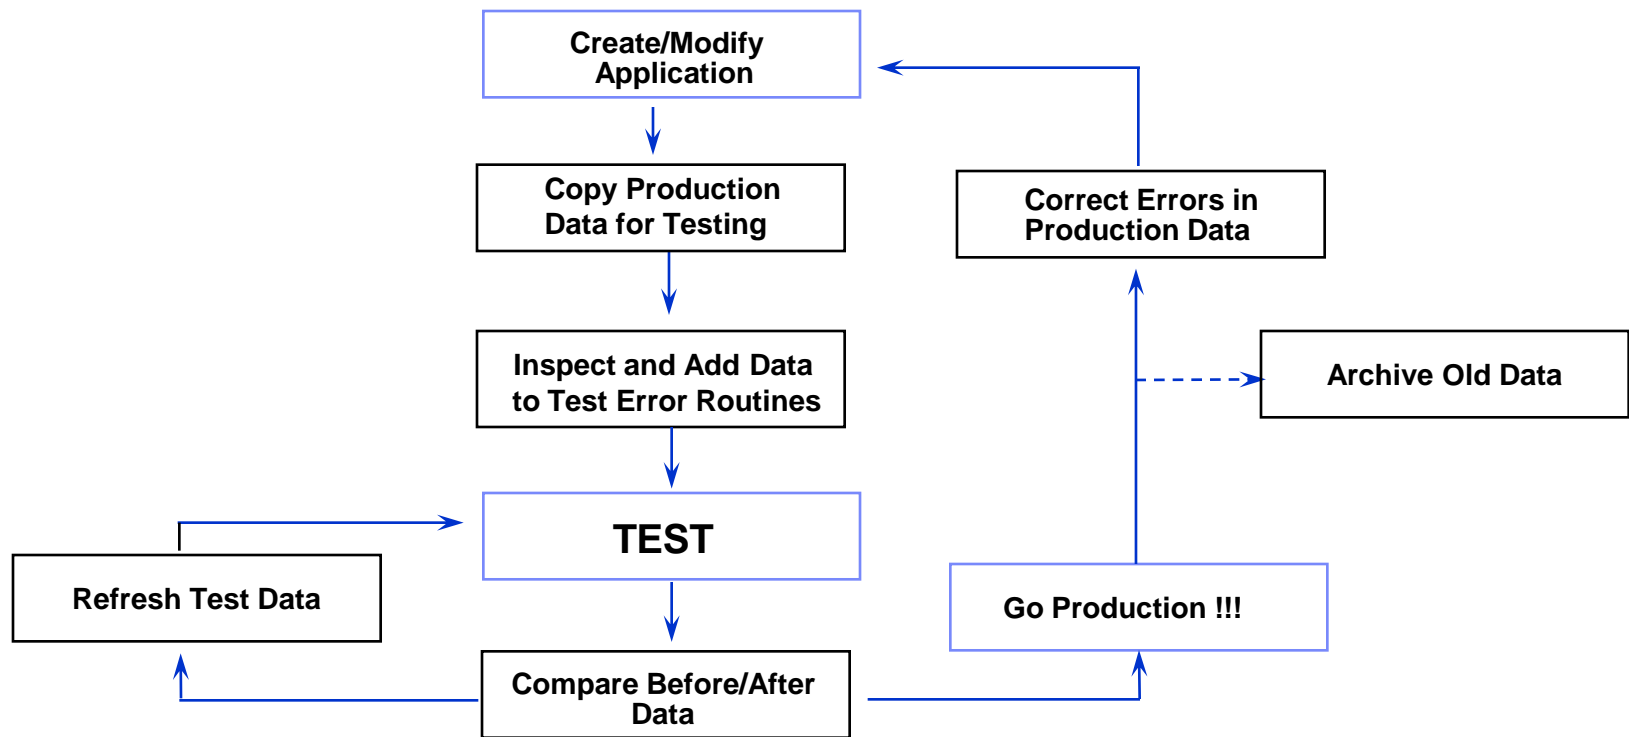 Create/Modify
Application
Copy Production
Data for Testing
Correct Errors in
Production Data
Inspect and Add Data
to Test Error Routines
Archive Old Data
TEST
Refresh Test Data
Go Production !!!
Compare Before/After
Data